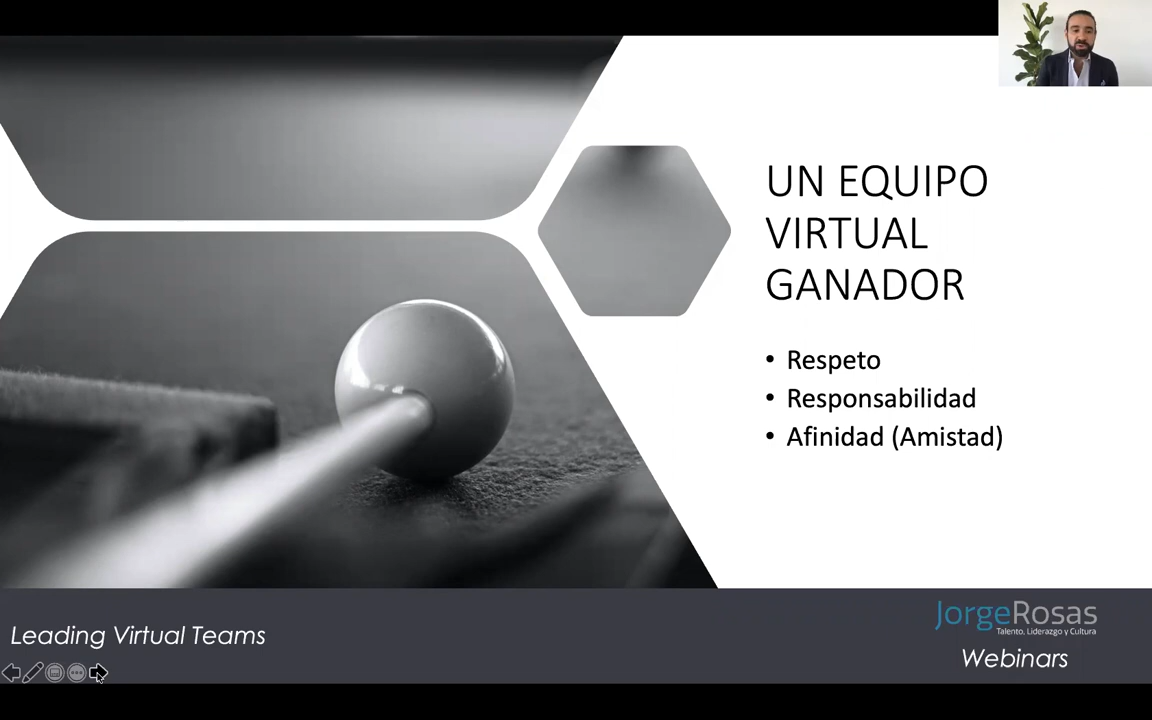 UN EQUIPO
VIRTUAL
GANADOR
• Respeto
• Responsabilidad
• Afinidad (Amistad)
Leading Virtual Teams
JorgeRosas
Talento, Liderazgo y Cultura
Webinars